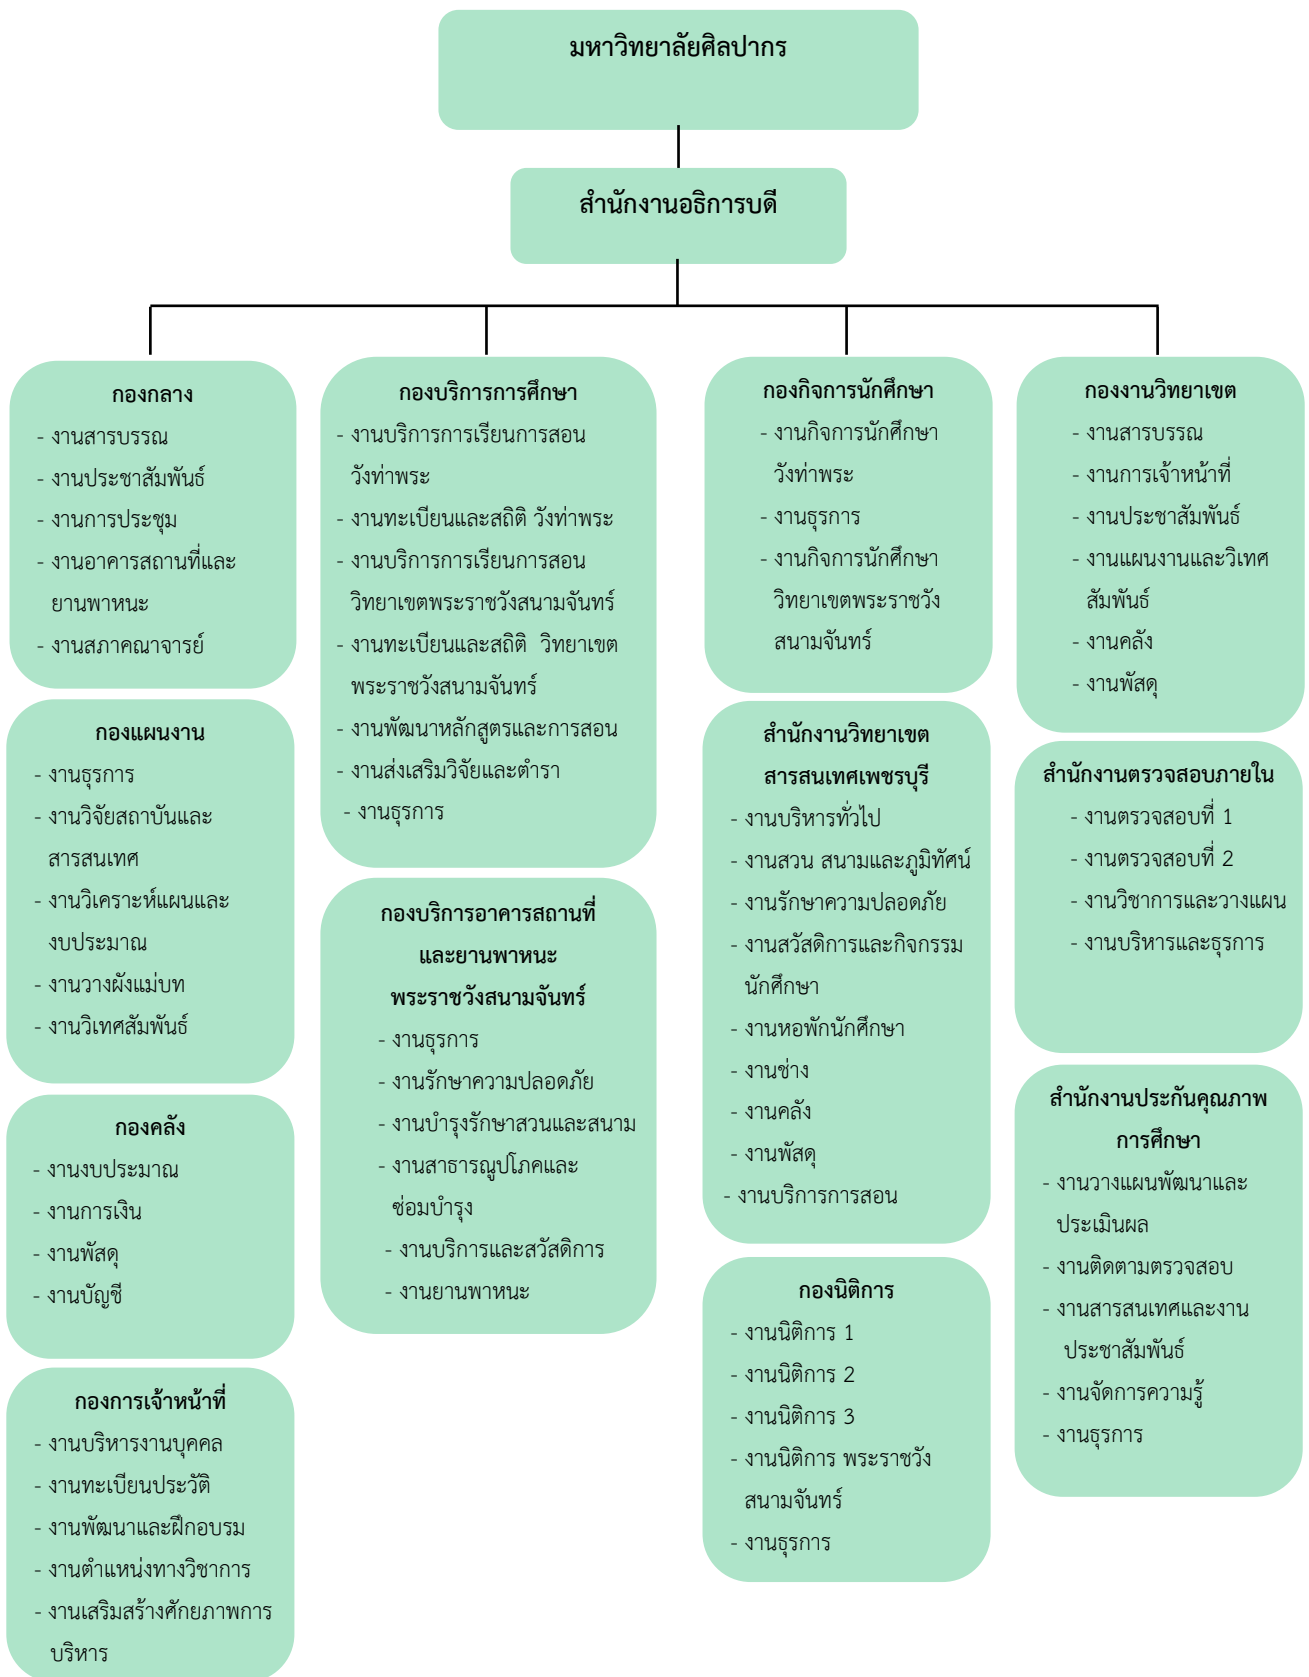 มหาวิทยาลัยศิลปากร
สำนักงานอธิการบดี
กองกลาง
- งานสารบรรณ
- งานประชาสัมพันธ์
- งานการประชุม
- งานอาคารสถานที่และ
ยานพาหนะ
- งานสภาคณาจารย์
กองแผนงาน
- งานธุรการ
- งานวิจัยสถาบันและ
สารสนเทศ
- งานวิเคราะห์แผนและ
งบประมาณ
- งานวางผังแม่บท
- งานวิเทศสัมพันธ์
กองคลัง
- งานงบประมาณ
- งานการเงิน
- งานพัสดุ
- งานบัญชี
กองการเจ้าหน้าที่
- งานบริหารงานบุคคล
- งานทะเบียนประวัติ
- งานพัฒนาและฝึกอบรม
- งานตำแหน่งทางวิชาการ
- งานเสริมสร้างศักยภาพการ
บริหาร
กองบริการการศึกษา
- งานบริการการเรียนการสอน
วังท่าพระ
- งานทะเบียนและสถิติ วังท่าพระ
- งานบริการการเรียนการสอน
วิทยาเขตพระราชวังสนามจันทร์
- งานทะเบียนและสถิติ วิทยาเขต
พระราชวังสนามจันทร์
- งานพัฒนาหลักสูตรและการสอน
- งานส่งเสริมวิจัยและตำรา
- งานธุรการ
กองบริการอาคารสถานที่
และยานพาหนะ
พระราชวังสนามจันทร์
- งานธุรการ
- งานรักษาความปลอดภัย
- งานบำรุงรักษาสวนและสนาม
- งานสาธารณูปโภคและ
ซ่อมบำรุง
- งานบริการและสวัสดิการ
- งานยานพาหนะ
กองกิจการนักศึกษา
- งานกิจการนักศึกษา
วังท่าพระ
- งานธุรการ
- งานกิจการนักศึกษา
วิทยาเขตพระราชวัง
สนามจันทร์
สำนักงานวิทยาเขต
สารสนเทศเพชรบุรี
- งานบริหารทั่วไป
- งานสวน สนามและภูมิทัศน์
- งานรักษาความปลอดภัย
- งานสวัสดิการและกิจกรรม
นักศึกษา
- งานหอพักนักศึกษา
- งานช่าง
- งานคลัง
- งานพัสดุ
- งานบริการการสอน
กองนิติการ
- งานนิติการ 1
- งานนิติการ 2
- งานนิติการ 3
- งานนิติการ พระราชวัง
สนามจันทร์
- งานธุรการ
กองงานวิทยาเขต
- งานสารบรรณ
- งานการเจ้าหน้าที่
- งานประชาสัมพันธ์
- งานแผนงานและวิเทศ
สัมพันธ์
- งานคลัง
- งานพัสดุ
สำนักงานตรวจสอบภายใน
- งานตรวจสอบที่ 1
- งานตรวจสอบที่ 2
- งานวิชาการและวางแผน
- งานบริหารและธุรการ
สำนักงานประกันคุณภาพ
การศึกษา
- งานวางแผนพัฒนาและ
ประเมินผล
- งานติดตามตรวจสอบ
- งานสารสนเทศและงาน
ประชาสัมพันธ์
- งานจัดการความรู้
- งานธุรการ